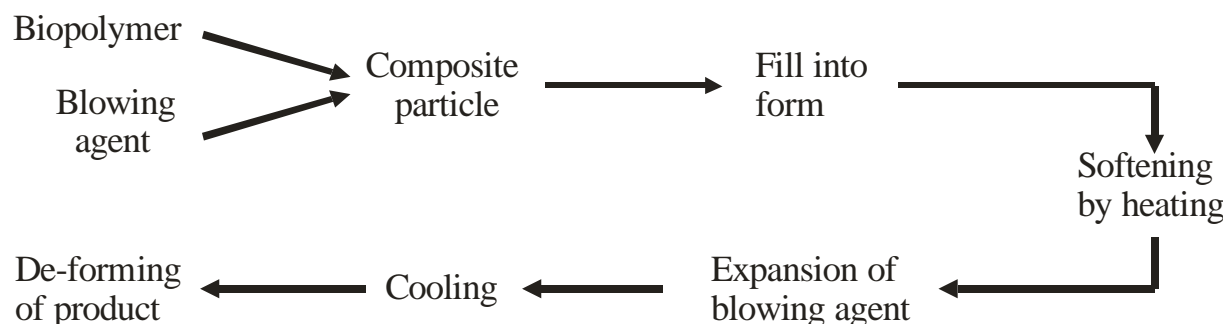 Biopolymer
Blowing
agent
Composite
particle
Fill into
form
Softening
by heating
Expansion of
blowing agent
Cooling
De-forming
of product